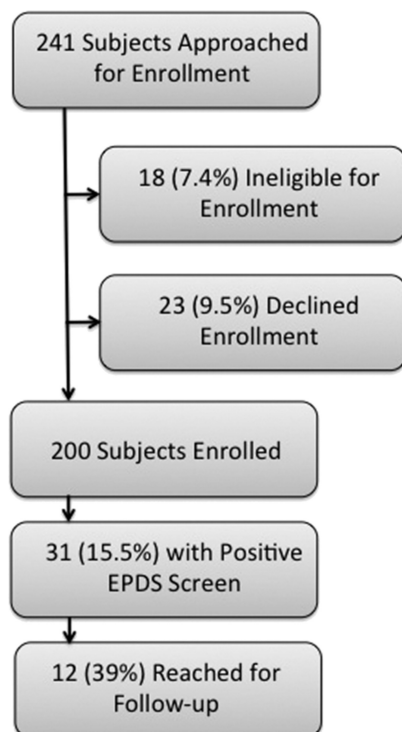 241 Subjects Approached
for Enrollment
18 (7.4%) Ineligible for
Enrollment
23 (9.5%) Declined
Enrollment
200 Subjects Enrolled
31 (15.5%) with Positive
EPDS Screen
12 (39%) Reached for
Follow-up